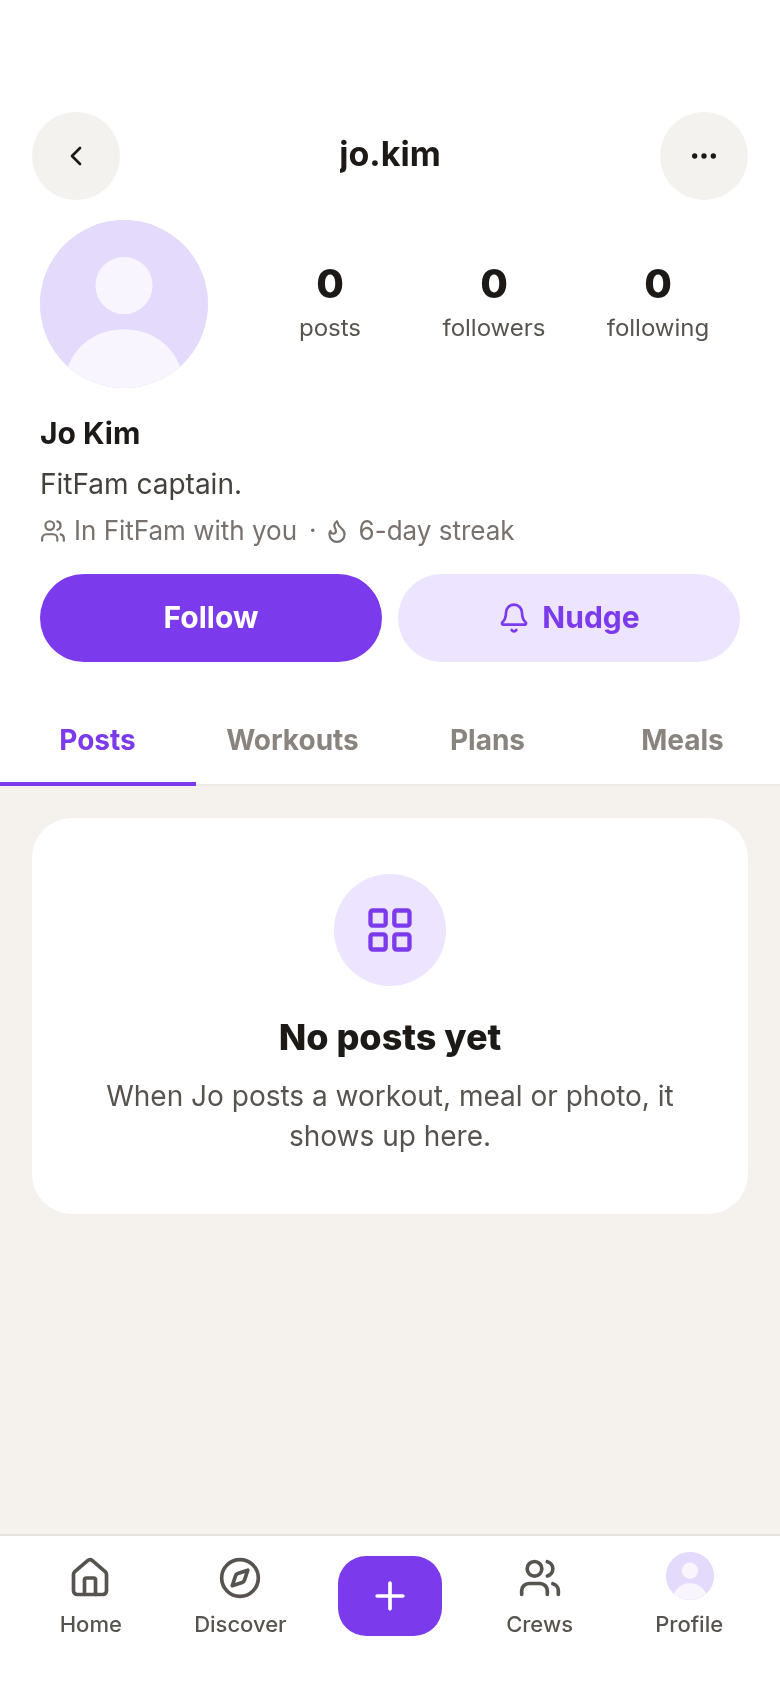 jo.kim
0 0 0
posts followers following
Jo Kim
FitFam captain.
In FitFam with you · 6-day streak
Follow Nudge
Posts Workouts Plans Meals
No posts yet
When Jo posts a workout, meal or photo, it
shows up here.
Home Discover Crews Profile